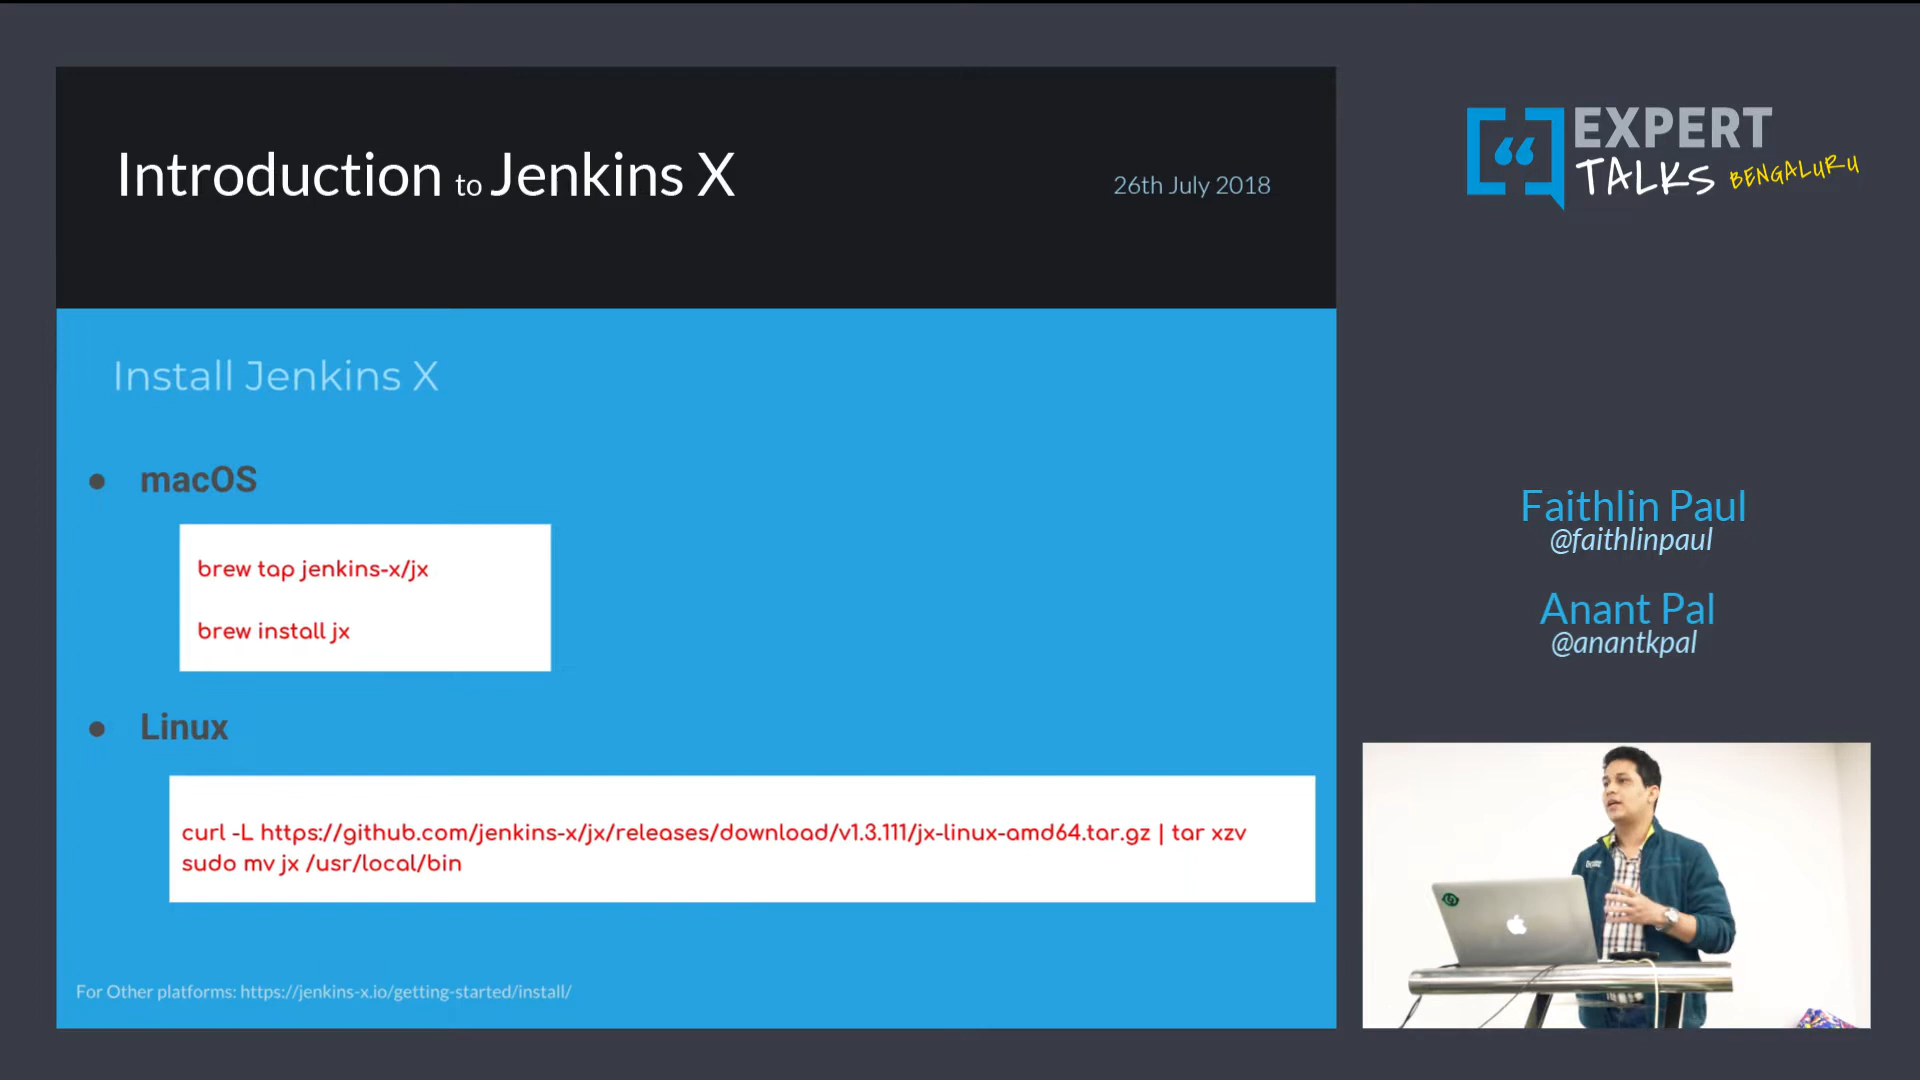 Introduction to Jenkins X
26th July 2018
EXPERT
TALKS BENGALURU
Install Jenkins X
● macOS
brew tap jenkins-x/jx
brew install jx
● Linux
curl -L https://github.com/jenkins-x/jx/releases/download/v1.3.111/jx-linux-amd64.tar.gz | tar xzv
sudo mv jx /usr/local/bin
For Other platforms: https://jenkins-x.io/getting-started/install/
Faithlin Paul
@faithlinpaul
Anant Pal
@anantkpal